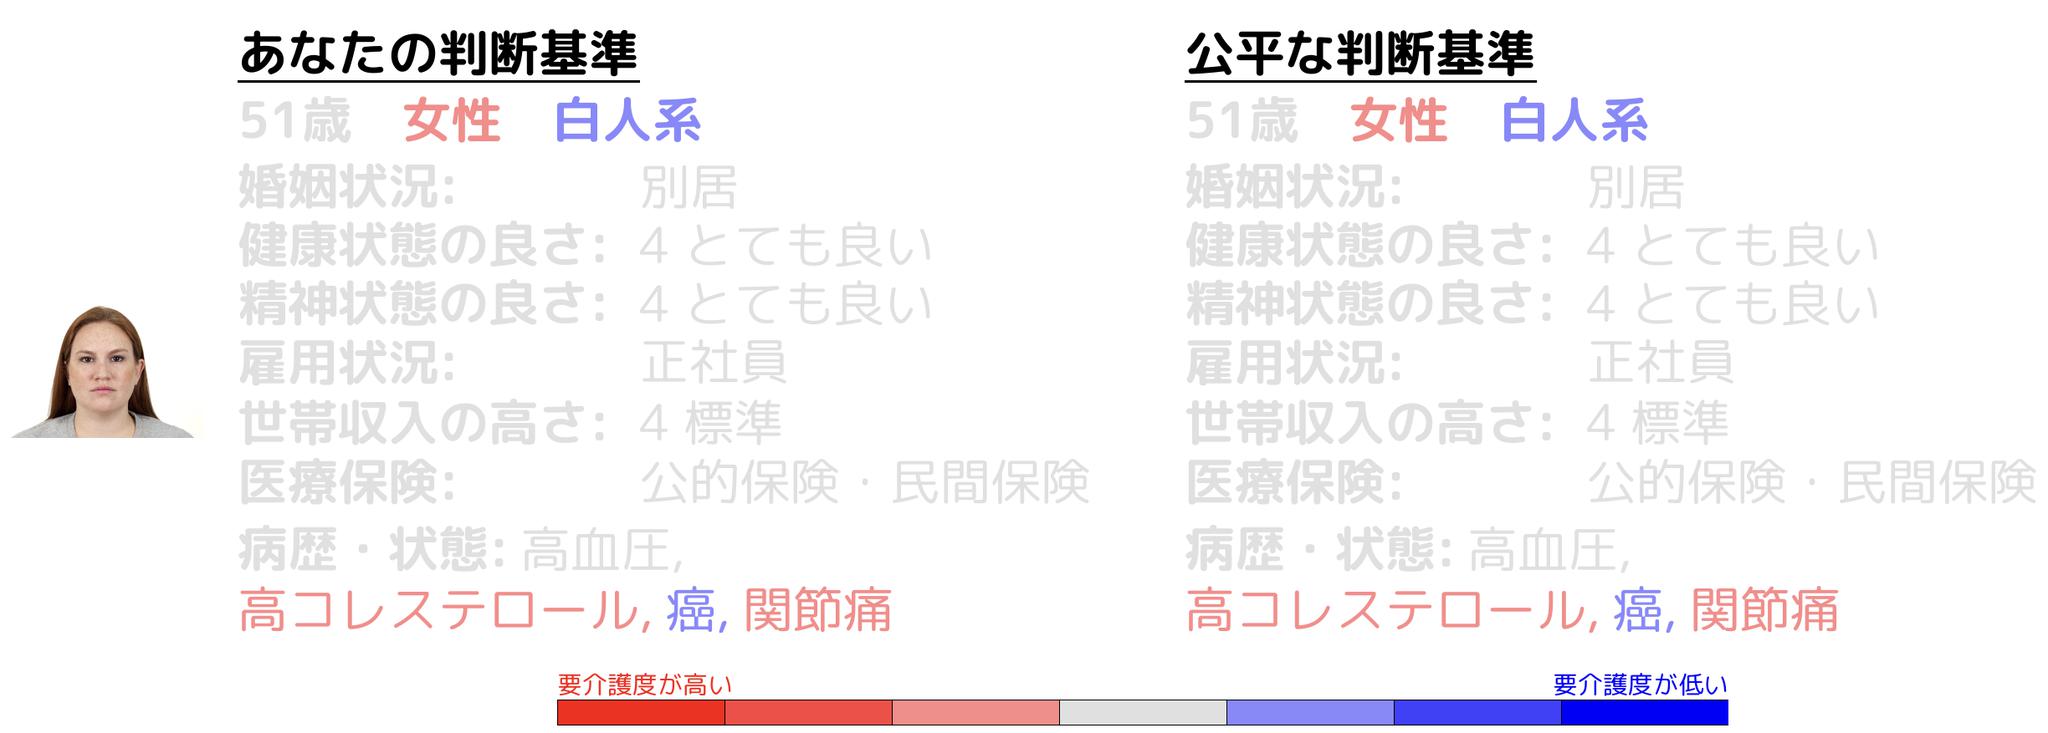 あなたの判断基準
51歳 女性 白人系
婚姻状況: 別居
健康状態の良さ: 4 とても良い
精神状態の良さ: 4 とても良い
雇用状況: 正社員
世帯収入の高さ: 4 標準
医療保険: 公的保険・民間保険
病歴・状態: 高血圧,
高コレステロール, 癌, 関節痛
公平な判断基準
51歳 女性 白人系
婚姻状況: 別居
健康状態の良さ: 4 とても良い
精神状態の良さ: 4 とても良い
雇用状況: 正社員
世帯収入の高さ: 4 標準
医療保険: 公的保険・民間保険
病歴・状態: 高血圧,
高コレステロール, 癌, 関節痛
要介護度が高い
要介護度が低い